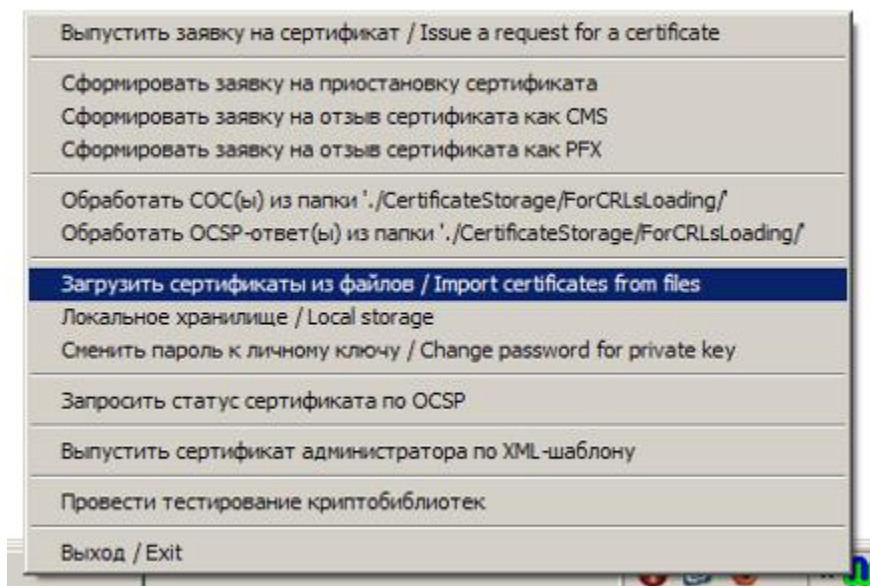 Выпустить заявку на сертификат / Issue a request for a certificate
Сформировать заявку на приостановку сертификата
Сформировать заявку на отзыв сертификата как CMS
Сформировать заявку на отзыв сертификата как PFX
Обработать СОС(ы) из папки './CertificateStorage/ForCRLsLoading/'
Обработать OCSP-ответ(ы) из папки './CertificateStorage/ForCRLsLoading/'
Загрузить сертификаты из файлов / Import certificates from files
Локальное хранилище / Local storage
Сменить пароль к личному ключу / Change password for private key
Запросить статус сертификата по OCSP
Выпустить сертификат администратора по XML-шаблону
Провести тестирование криптобиблиотек
Выход / Exit